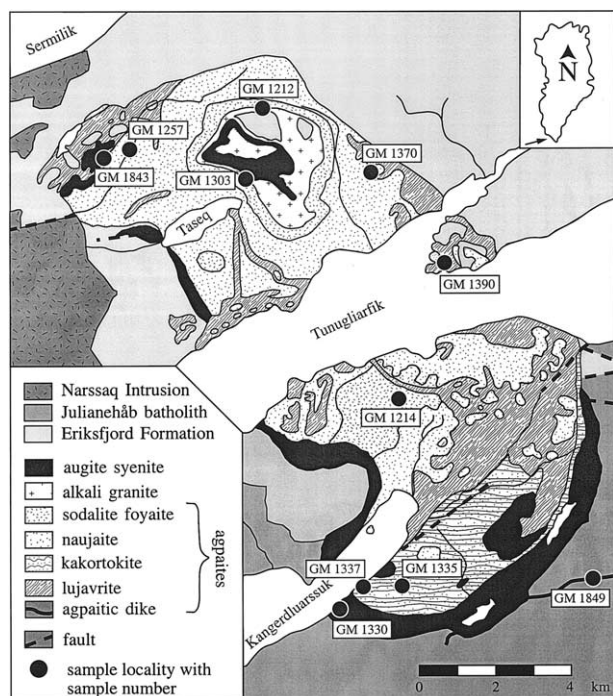 Sermilik
N
GM 1212
GM 1257
GM 1370
GM 1843
GM 1303
Taseq
GM 1390
Tunugliarfik
Narssaq Intrusion
Julianehåb batholith
Eriksfjord Formation
augite syenite
alkali granite
sodalite foyaite
naujaite
kakortokite
lujavrite
agpaitic dike
agpaites
fault
sample locality with
sample number
GM 1214
GM 1337
GM 1335
GM 1849
GM 1330
Kangerdluarssuk
0 2 4
km